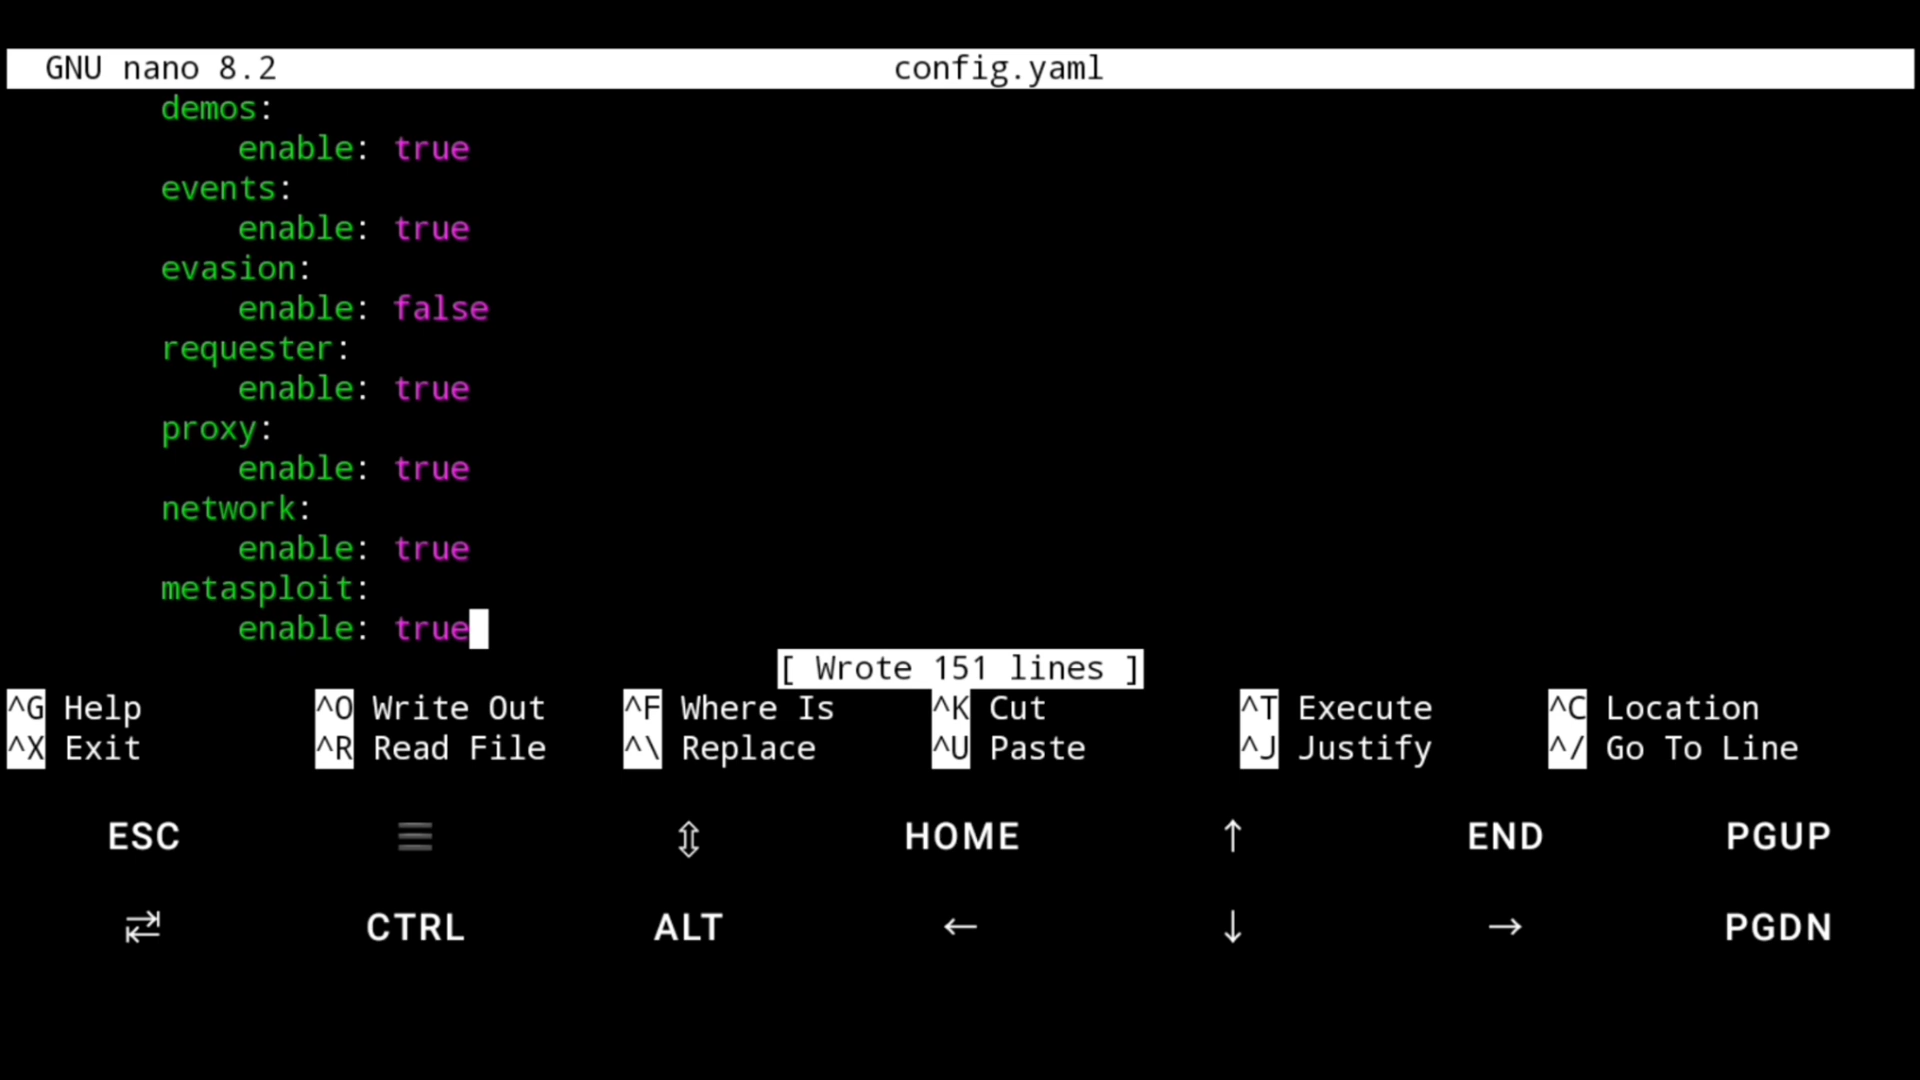 GNU nano 8.2 config.yaml
demos:
enable: true
events:
enable: true
evasion:
enable: false
requester:
enable: true
proxy:
enable: true
network:
enable: true
metasploit:
enable: true
[ Wrote 151 lines ]
^G Help ^O Write Out ^F Where Is ^K Cut ^T Execute ^C Location
^X Exit ^R Read File ^\ Replace ^U Paste ^J Justify ^/ Go To Line
ESC ☰ ⇳ HOME ↑ END PGUP
⇄ CTRL ALT ← ↓ → PGDN